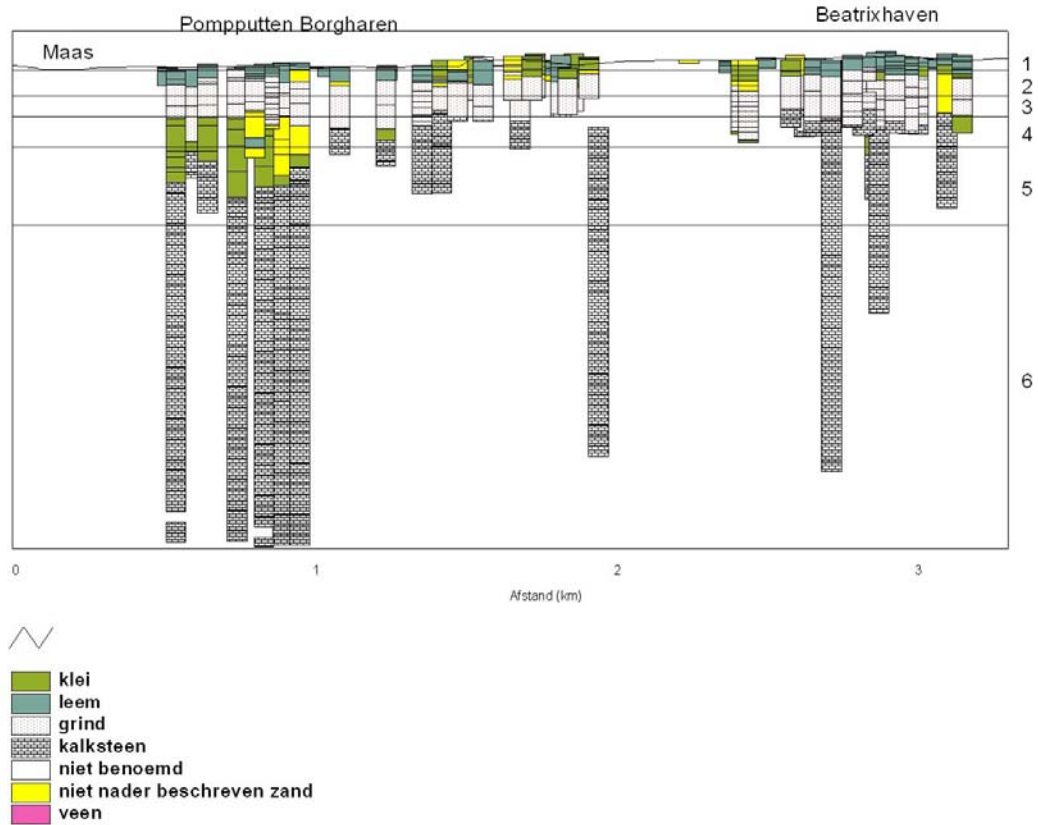 Pompputten Borgharen
Beatrixhaven
Maas
1
2
3
4
5
6
0 1 2 3
Afstand (km)
klei
leem
grind
kalksteen
niet benoemd
niet nader beschreven zand
veen